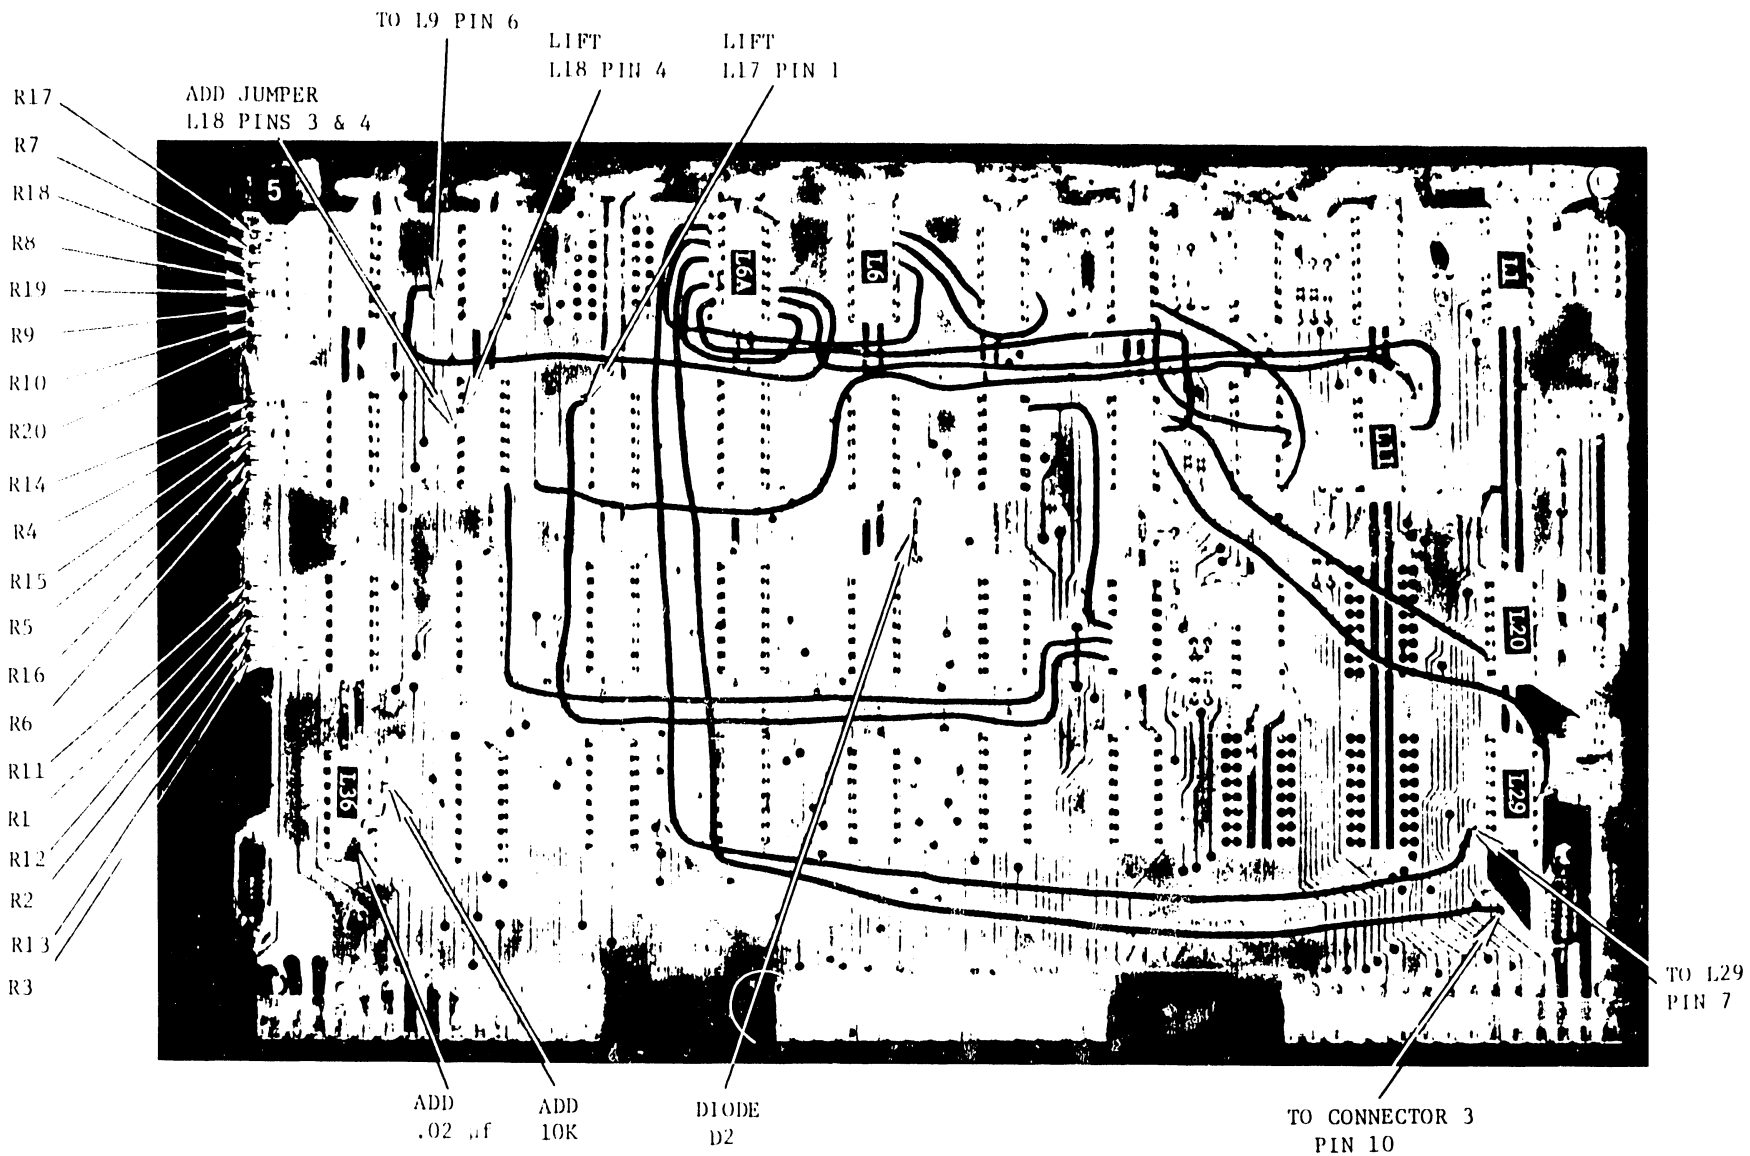 TO L9 PIN 6
LIFT
L18 PIN 4
LIFT
L17 PIN 1
ADD JUMPER
L18 PINS 3 & 4
R17
R7
R18
R8
R19
R9
R10
R20
R14
R4
R15
R5
R16
R6
R11
R1
R12
R2
R13
R3
5
L6A
L6
L1
L11
L20
L29
L36
TO L29
PIN 7
ADD
.02 µf
ADD
10K
DIODE
D2
TO CONNECTOR 3
PIN 10